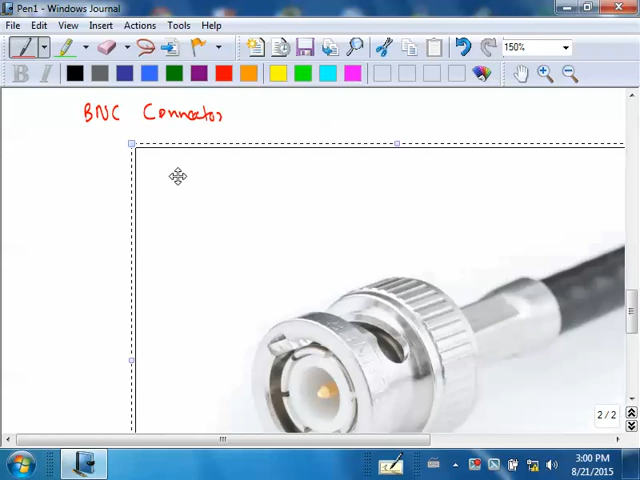 Pen1 - Windows Journal
File Edit View Insert Actions Tools Help
150%
B I
BNC Connector
2 / 2
3:00 PM
8/21/2015